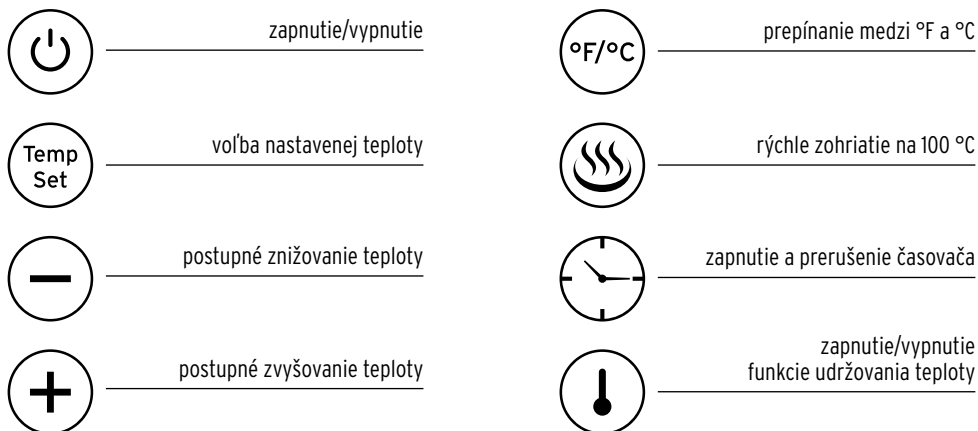 zapnutie/vypnutie
Temp
Set
voľba nastavenej teploty
postupné znižovanie teploty
postupné zvyšovanie teploty
°F/°C
prepínanie medzi °F a °C
rýchle zohriatie na 100 °C
zapnutie a prerušenie časovača
zapnutie/vypnutie
funkcie udržovania teploty